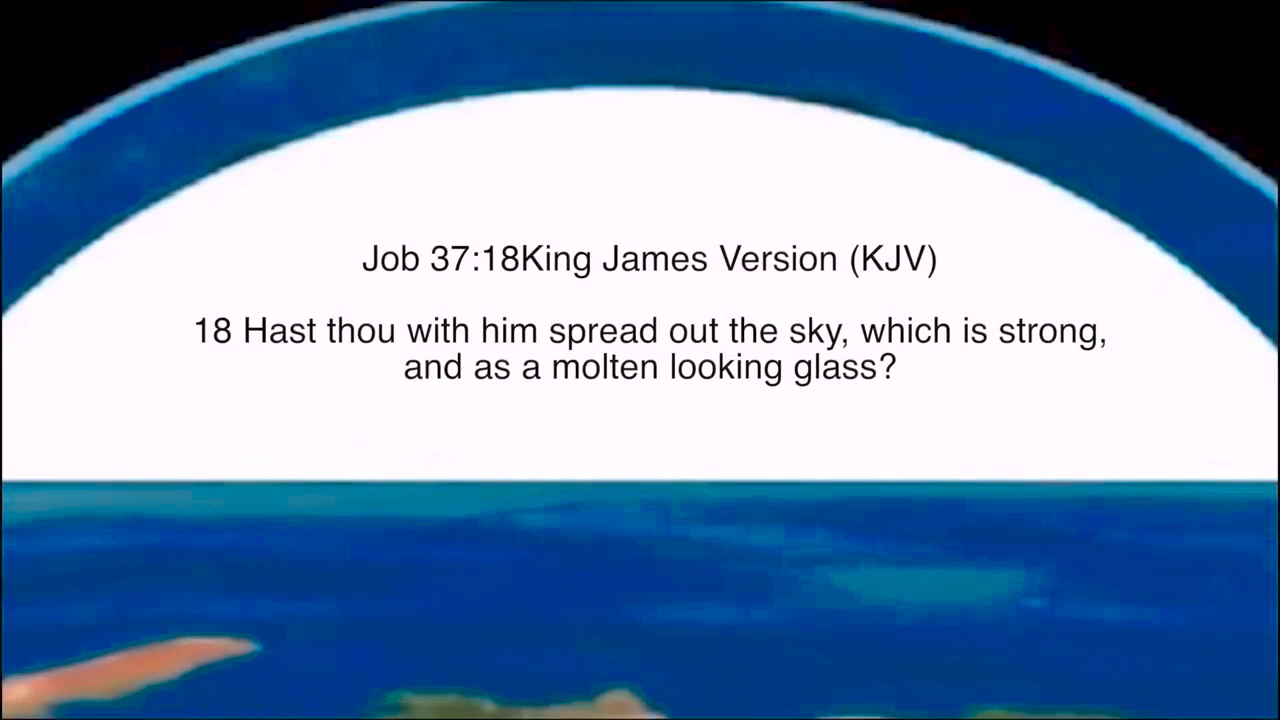 Job 37:18King James Version (KJV)
18 Hast thou with him spread out the sky, which is strong,
and as a molten looking glass?